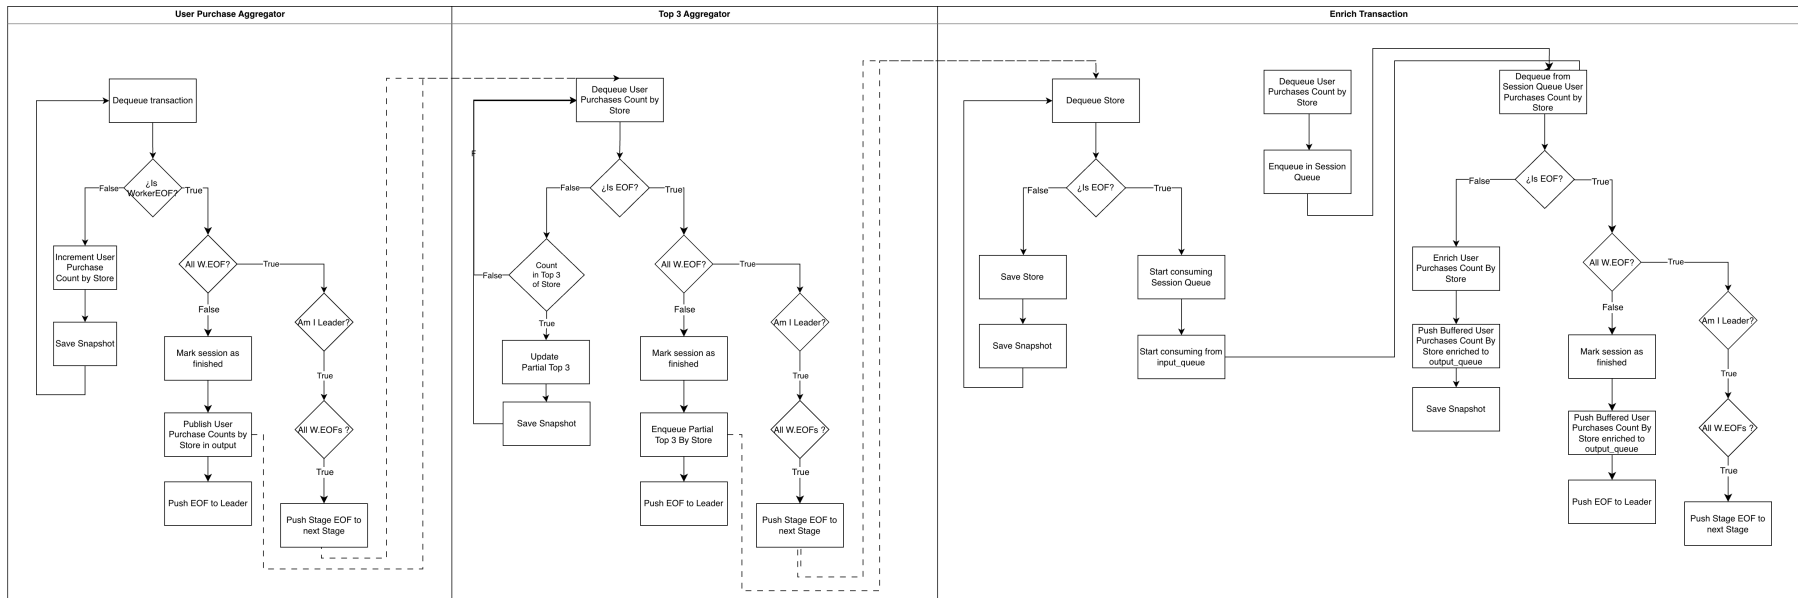 User Purchase Aggregator
Top 3 Aggregator
Enrich Transaction
Dequeue transaction
¿Is
WorkerEOF?
False
True
Increment User
Purchase
Count by Store
Save Snapshot
All W.EOF?
True
False
Mark session as
finished
Publish User
Purchase Counts by
Store in output
Push EOF to Leader
Am I Leader?
True
All W.EOFs ?
True
Push Stage EOF to
next Stage
Dequeue User
Purchases Count by
Store
F
¿Is EOF?
False
True
Count
in Top 3
of Store
False
True
Update
Partial Top 3
Save Snapshot
All W.EOF?
True
False
Mark session as
finished
Enqueue Partial
Top 3 By Store
Push EOF to Leader
Am I Leader?
True
All W.EOFs ?
True
Push Stage EOF to
next Stage
Dequeue Store
¿Is EOF?
False
True
Save Store
Save Snapshot
Start consuming
Session Queue
Start consuming from
input_queue
Dequeue User
Purchases Count by
Store
Enqueue in Session
Queue
Dequeue from
Session Queue User
Purchases Count by
Store
¿Is EOF?
False
True
Enrich User
Purchases Count By
Store
Push Buffered User
Purchases Count By
Store enriched to
output_queue
Save Snapshot
All W.EOF?
True
False
Mark session as
finished
Push Buffered User
Purchases Count By
Store enriched to
output_queue
Push EOF to Leader
Am I Leader?
True
All W.EOFs ?
True
Push Stage EOF to
next Stage